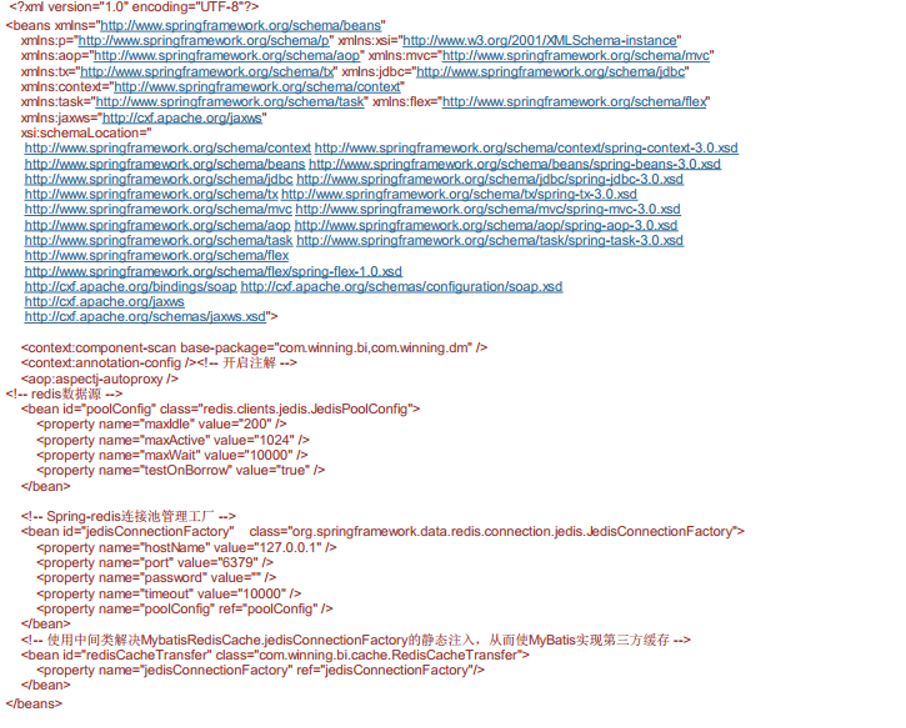 <?xml version="1.0" encoding="UTF-8"?>
<beans xmlns="http://www.springframework.org/schema/beans"
xmlns:p="http://www.springframework.org/schema/p" xmlns:xsi="http://www.w3.org/2001/XMLSchema-instance"
xmlns:aop="http://www.springframework.org/schema/aop" xmlns:mvc="http://www.springframework.org/schema/mvc"
xmlns:tx="http://www.springframework.org/schema/tx" xmlns:jdbc="http://www.springframework.org/schema/jdbc"
xmlns:context="http://www.springframework.org/schema/context"
xmlns:task="http://www.springframework.org/schema/task" xmlns:flex="http://www.springframework.org/schema/flex"
xmlns:jaxws="http://cxf.apache.org/jaxws"
xsi:schemaLocation="
http://www.springframework.org/schema/context http://www.springframework.org/schema/context/spring-context-3.0.xsd
http://www.springframework.org/schema/beans http://www.springframework.org/schema/beans/spring-beans-3.0.xsd
http://www.springframework.org/schema/jdbc http://www.springframework.org/schema/jdbc/spring-jdbc-3.0.xsd
http://www.springframework.org/schema/tx http://www.springframework.org/schema/tx/spring-tx-3.0.xsd
http://www.springframework.org/schema/mvc http://www.springframework.org/schema/mvc/spring-mvc-3.0.xsd
http://www.springframework.org/schema/aop http://www.springframework.org/schema/aop/spring-aop-3.0.xsd
http://www.springframework.org/schema/task http://www.springframework.org/schema/task/spring-task-3.0.xsd
http://www.springframework.org/schema/flex
http://www.springframework.org/schema/flex/spring-flex-1.0.xsd
http://cxf.apache.org/bindings/soap http://cxf.apache.org/schemas/configuration/soap.xsd
http://cxf.apache.org/jaxws
http://cxf.apache.org/schemas/jaxws.xsd">
<context:component-scan base-package="com.winning.bi,com.winning.dm" />
<context:annotation-config /><!-- 开启注解 -->
<aop:aspectj-autoproxy />
<!-- redis数据源 -->
<bean id="poolConfig" class="redis.clients.jedis.JedisPoolConfig">
<property name="maxIdle" value="200" />
<property name="maxActive" value="1024" />
<property name="maxWait" value="10000" />
<property name="testOnBorrow" value="true" />
</bean>
<!-- Spring-redis连接池管理工厂 -->
<bean id="jedisConnectionFactory" class="org.springframework.data.redis.connection.jedis.JedisConnectionFactory">
<property name="hostName" value="127.0.0.1" />
<property name="port" value="6379" />
<property name="password" value="" />
<property name="timeout" value="10000" />
<property name="poolConfig" ref="poolConfig" />
</bean>
<!-- 使用中间类解决MybatisRedisCache.jedisConnectionFactory的静态注入，从而使MyBatis实现第三方缓存 -->
<bean id="redisCacheTransfer" class="com.winning.bi.cache.RedisCacheTransfer">
<property name="jedisConnectionFactory" ref="jedisConnectionFactory"/>
</bean>
</beans>